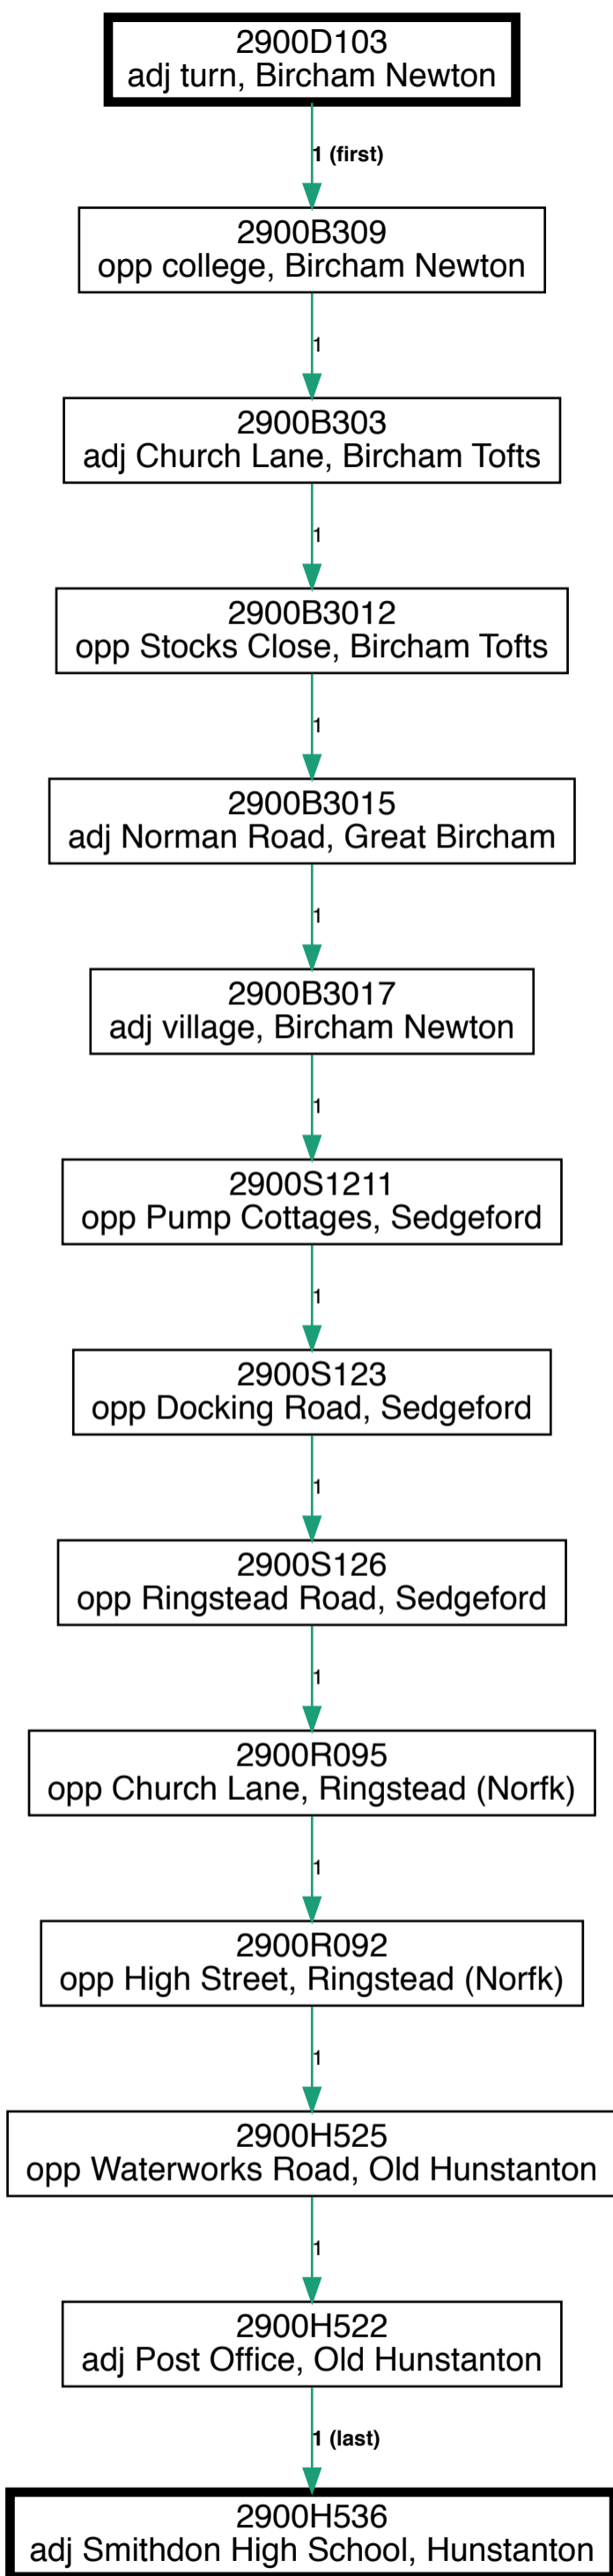 2900D103
adj turn, Bircham Newton
1 (first)
2900B309
opp college, Bircham Newton
1
2900B303
adj Church Lane, Bircham Tofts
1
2900B3012
opp Stocks Close, Bircham Tofts
1
2900B3015
adj Norman Road, Great Bircham
1
2900B3017
adj village, Bircham Newton
1
2900S1211
opp Pump Cottages, Sedgeford
1
2900S123
opp Docking Road, Sedgeford
1
2900S126
opp Ringstead Road, Sedgeford
1
2900R095
opp Church Lane, Ringstead (Norfk)
1
2900R092
opp High Street, Ringstead (Norfk)
1
2900H525
opp Waterworks Road, Old Hunstanton
1
2900H522
adj Post Office, Old Hunstanton
1 (last)
2900H536
adj Smithdon High School, Hunstanton